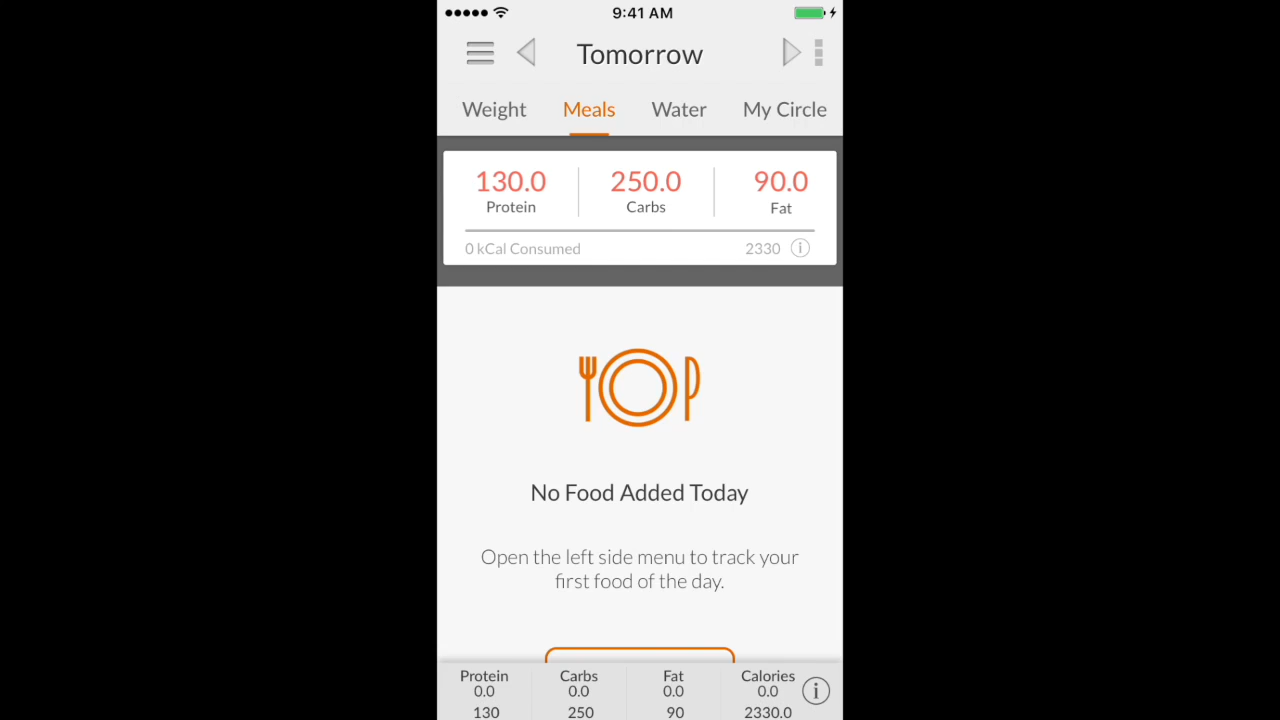 9:41 AM
Tomorrow
Weight Meals Water My Circle
130.0 250.0 90.0
Protein Carbs Fat
0 kCal Consumed 2330
No Food Added Today
Open the left side menu to track your
first food of the day.
Protein Carbs Fat Calories
0.0 0.0 0.0 0.0
130 250 90 2330.0